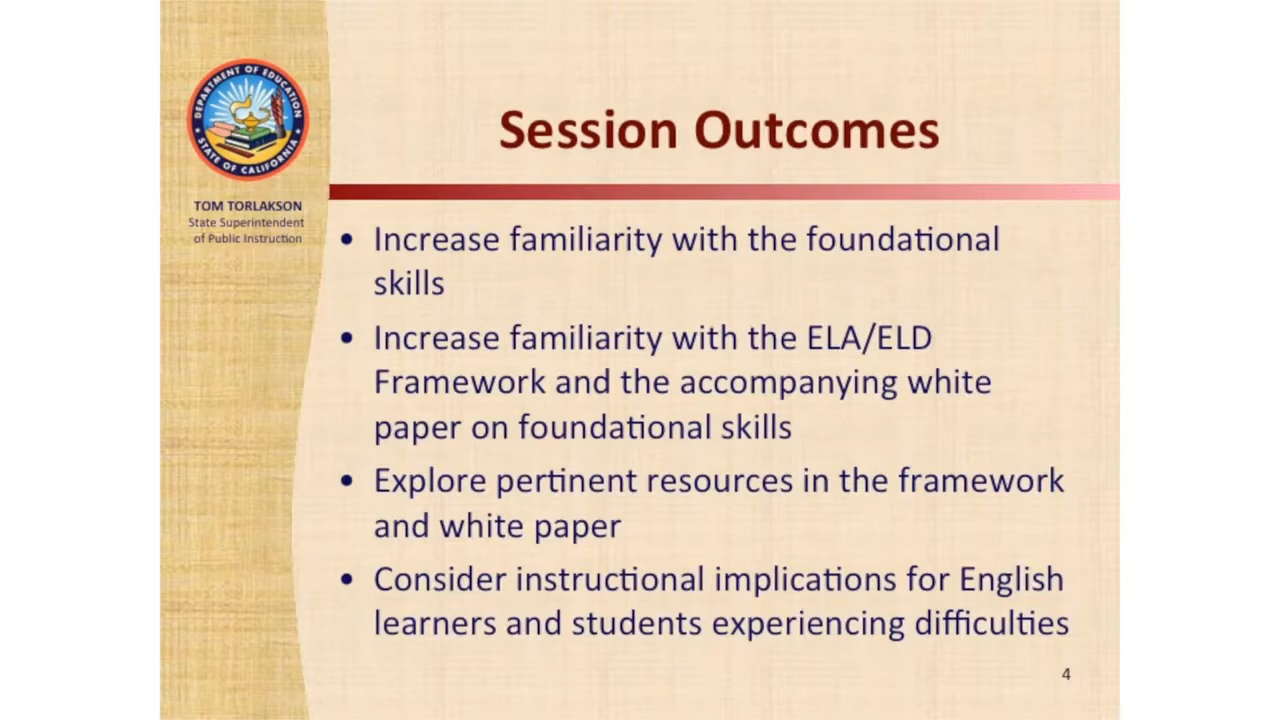 DEPARTMENT OF EDUCATION
STATE OF CALIFORNIA
TOM TORLAKSON
State Superintendent
of Public Instruction
Session Outcomes
• Increase familiarity with the foundational
skills
• Increase familiarity with the ELA/ELD
Framework and the accompanying white
paper on foundational skills
• Explore pertinent resources in the framework
and white paper
• Consider instructional implications for English
learners and students experiencing difficulties
4